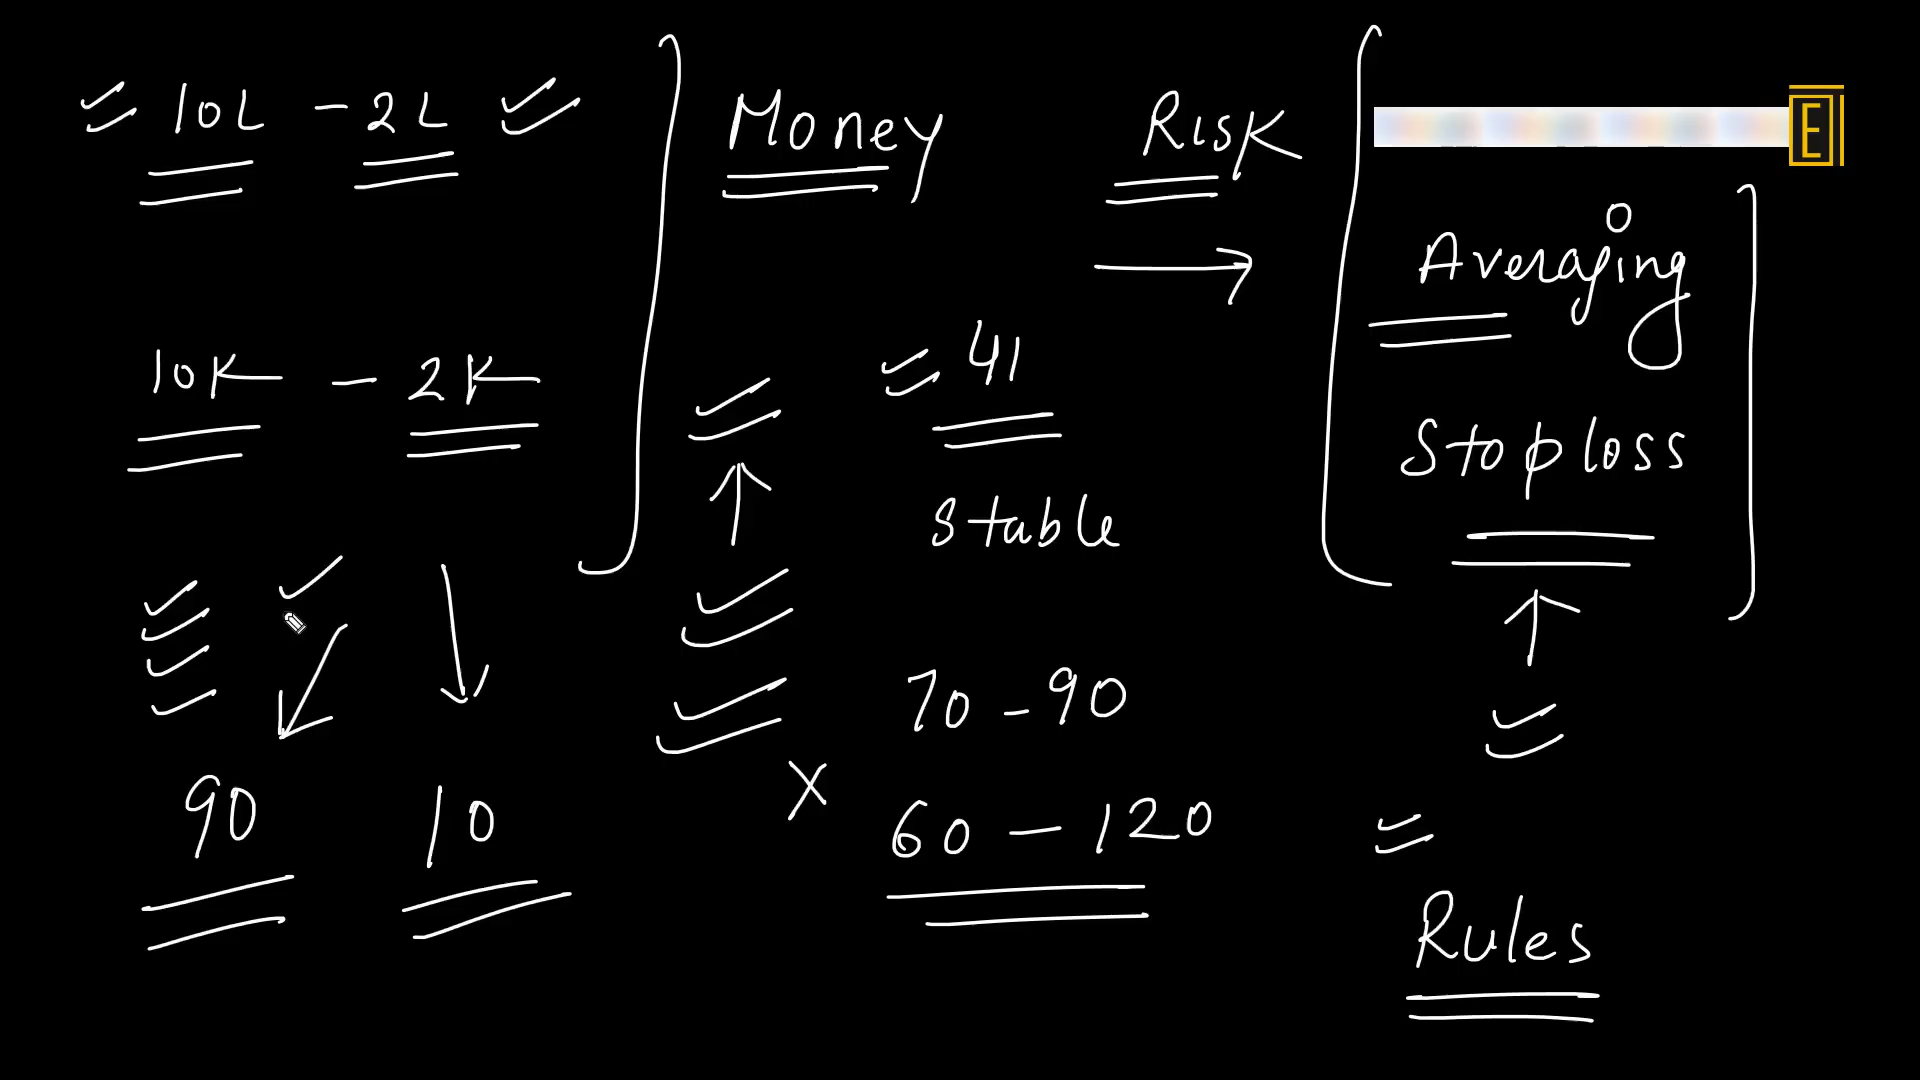 10L - 2L
Money
Risk
E
Averaging
10K - 2K
41
Stoploss
Stable
70 - 90
90
10
X
60 - 120
Rules